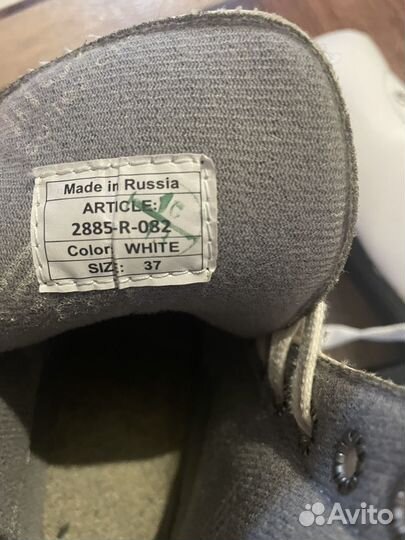 Made in Russia
ARTICLE:
2885-R-082
Color: WHITE
SIZE: 37
Avito